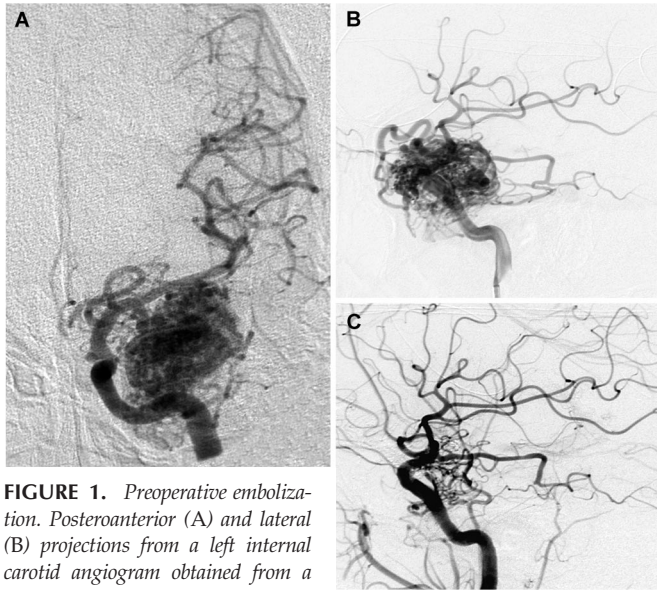 A
B
C
FIGURE 1. Preoperative emboliza-
tion. Posteroanterior (A) and lateral
(B) projections from a left internal
carotid angiogram obtained from a